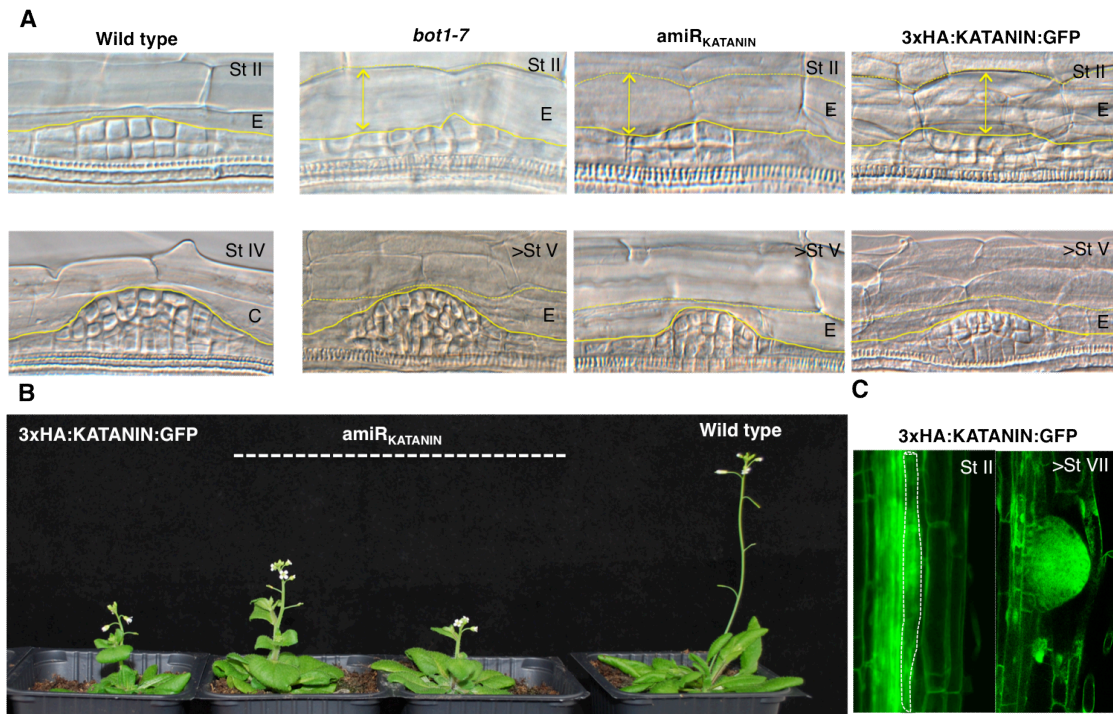 A
Wild type
bot1-7
amiRKATANIN
3xHA:KATANIN:GFP
St II
E
St II
E
St II
E
St II
E
St IV
C
>St V
E
>St V
E
>St V
E
B
C
3xHA:KATANIN:GFP
amiRKATANIN
Wild type
3xHA:KATANIN:GFP
St II
>St VII